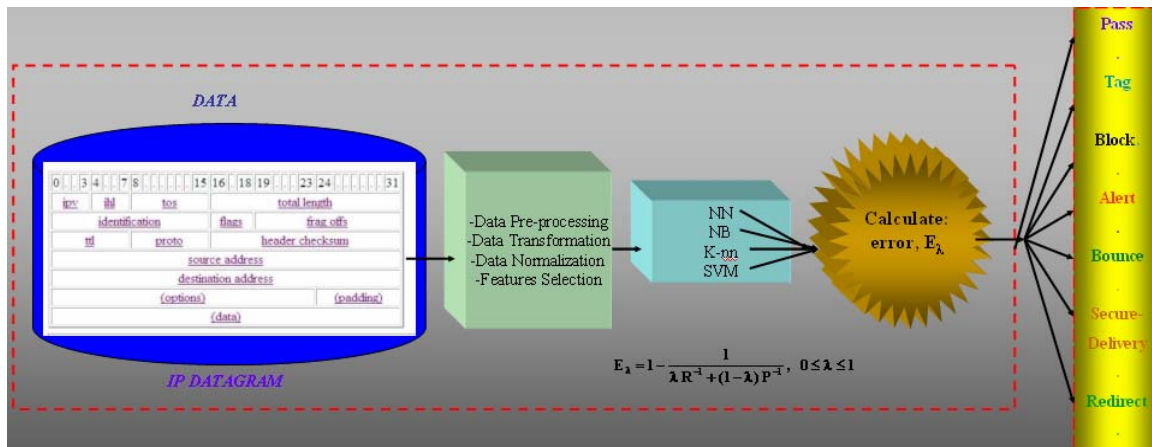 DATA
0 . . 3 4 . . 7 8 . . . . . . 15 16 . 18 19 . . . 23 24 . . . . . . 31
ipv ihl tos total length
identification flags frag offs
ttl proto header checksum
source address
destination address
(options) (padding)
(data)
IP DATAGRAM
-Data Pre-processing
-Data Transformation
-Data Normalization
-Features Selection
NN
NB
K-nn
SVM
Calculate:
error, E_λ
E_λ = 1 - 1 / (λ R⁻¹ + (1-λ) P⁻¹), 0 ≤ λ ≤ 1
Pass
.
Tag
.
Block.
.
Alert
.
Bounce
.
Secure-
Delivery
.
Redirect
.